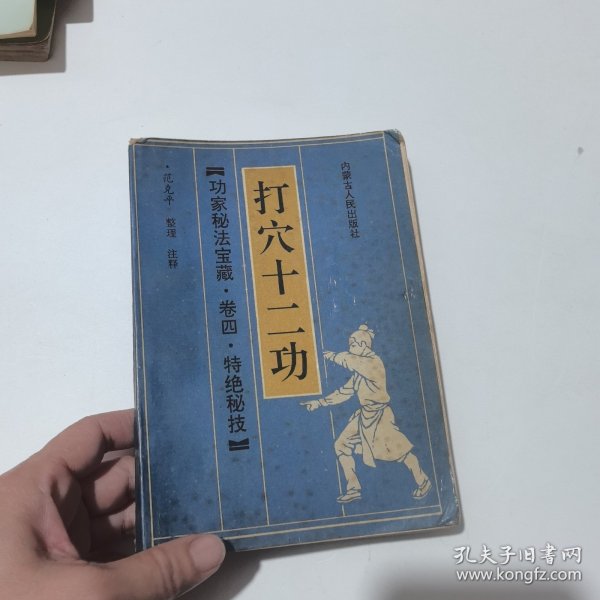 内蒙古人民出版社
打穴十二功
【功家秘法宝藏·卷四·特绝秘技】
·范克平 整理 注释
孔夫子旧书网
www.kongfz.com